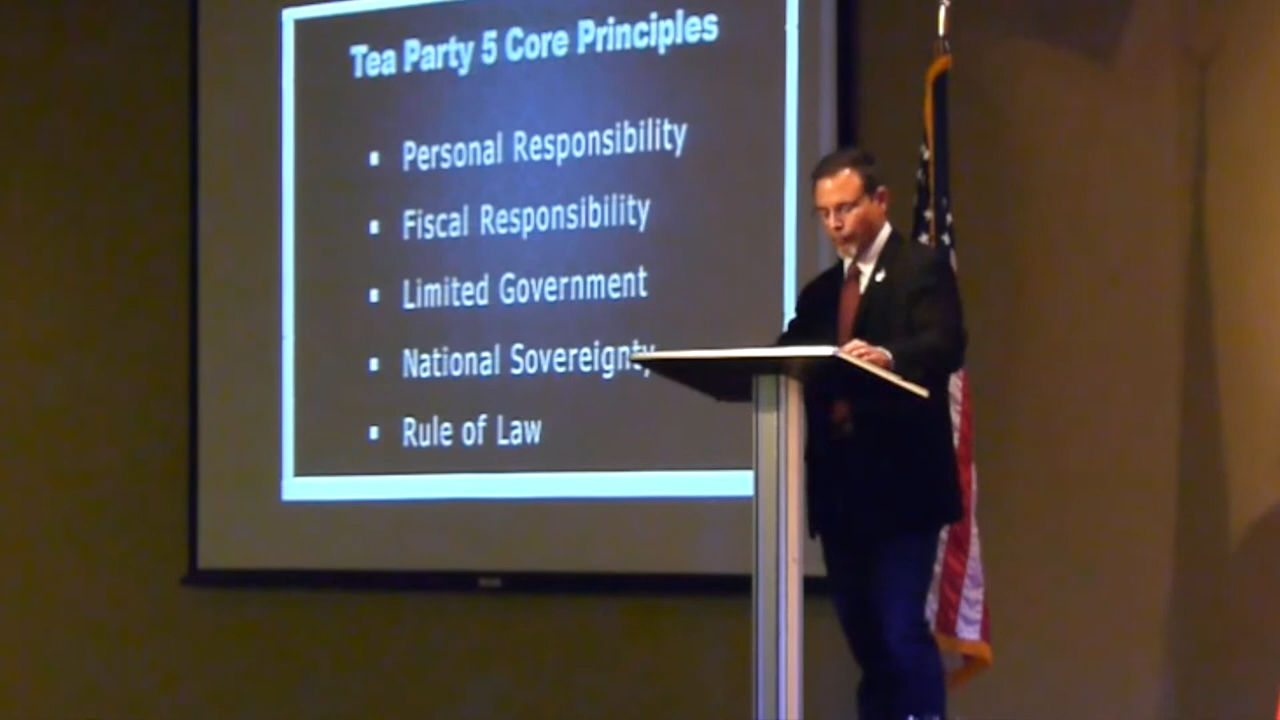 Tea Party 5 Core Principles
▪ Personal Responsibility
▪ Fiscal Responsibility
▪ Limited Government
▪ National Sovereignty
▪ Rule of Law